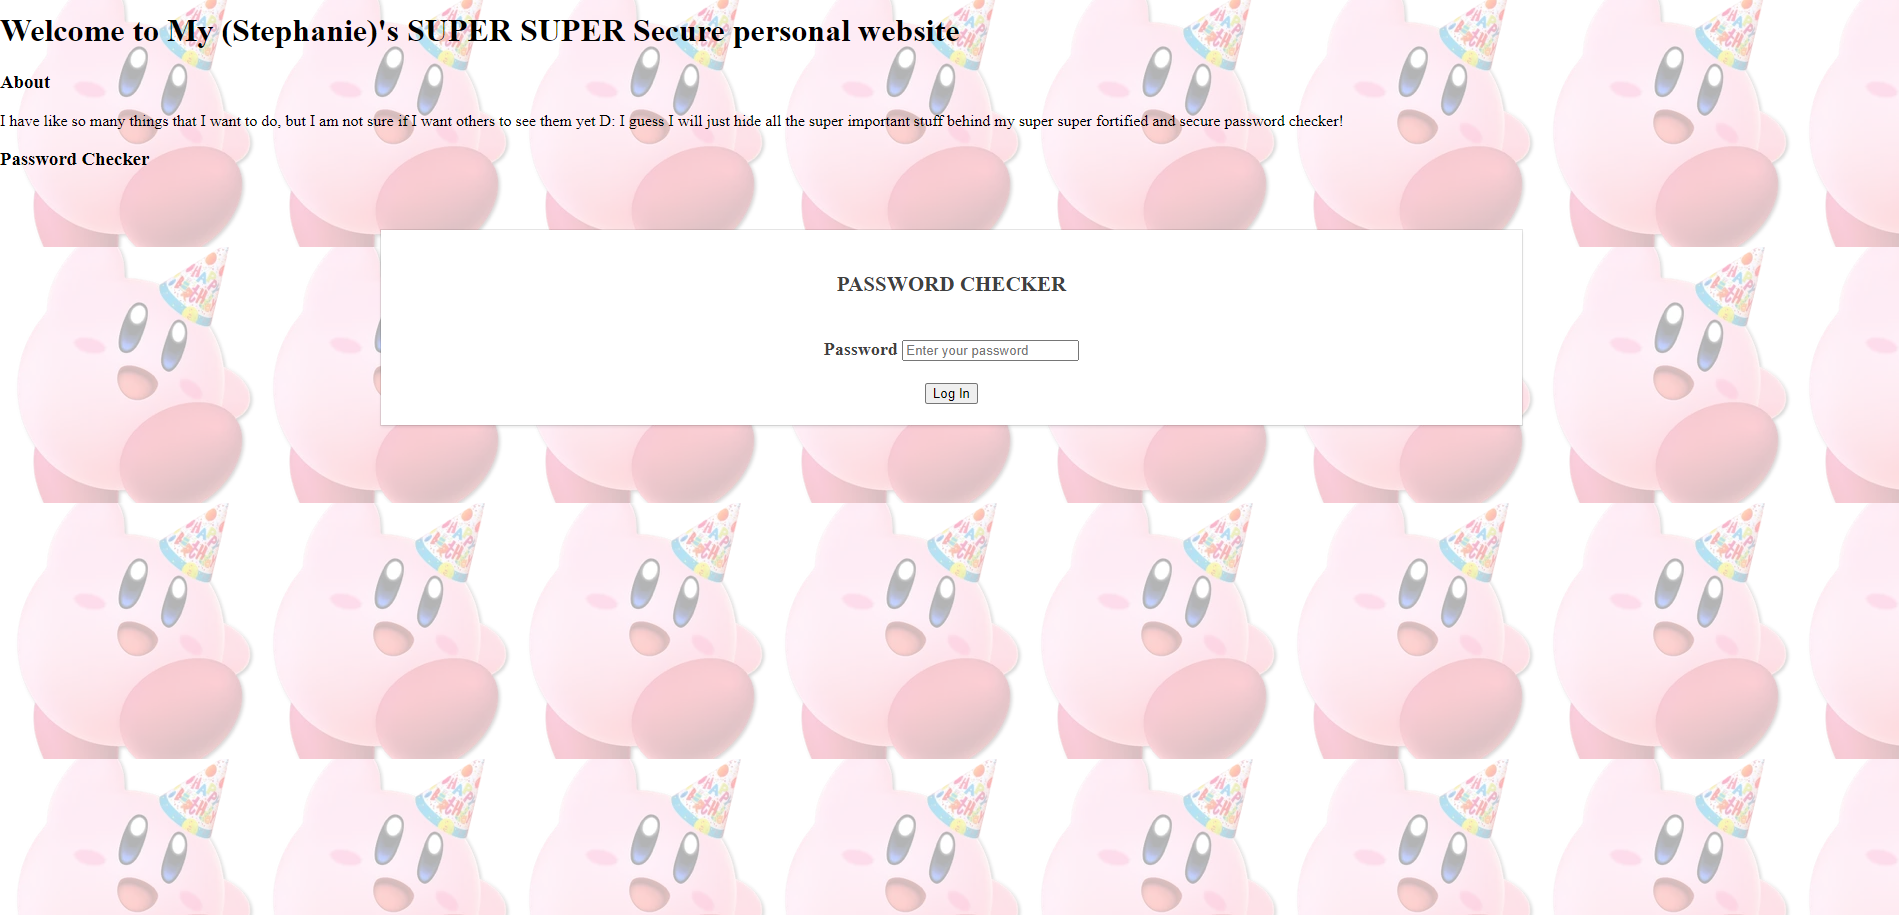 Welcome to My (Stephanie)'s SUPER SUPER Secure personal website
About
I have like so many things that I want to do, but I am not sure if I want others to see them yet D: I guess I will just hide all the super important stuff behind my super super fortified and secure password checker!
Password Checker
PASSWORD CHECKER
Password Enter your password
Log In